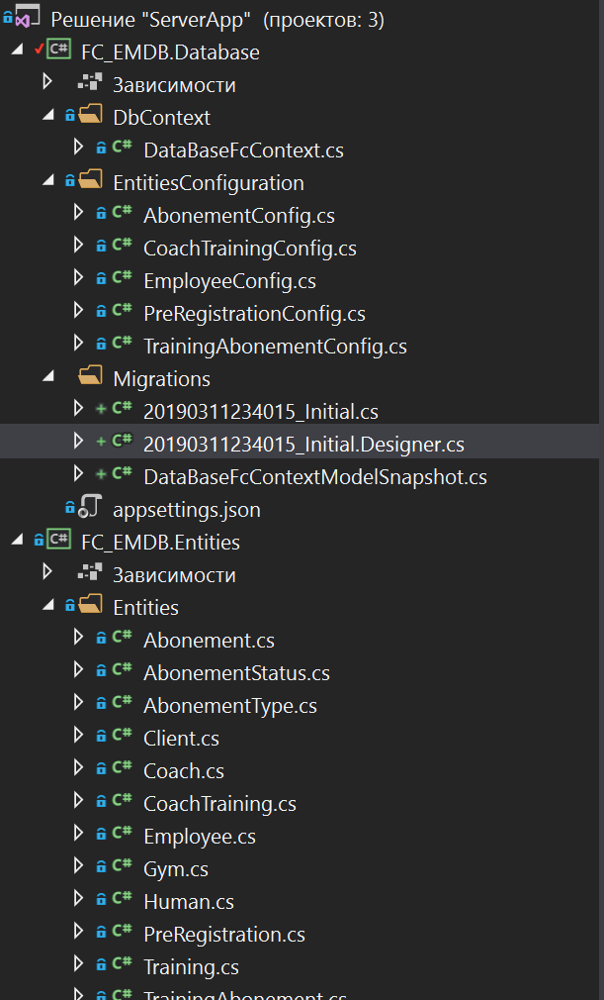 Решение "ServerApp" (проектов: 3)
C# FC_EMDB.Database
Зависимости
DbContext
C# DataBaseFcContext.cs
EntitiesConfiguration
C# AbonementConfig.cs
C# CoachTrainingConfig.cs
C# EmployeeConfig.cs
C# PreRegistrationConfig.cs
C# TrainingAbonementConfig.cs
Migrations
C# 20190311234015_Initial.cs
C# 20190311234015_Initial.Designer.cs
C# DataBaseFcContextModelSnapshot.cs
appsettings.json
C# FC_EMDB.Entities
Зависимости
Entities
C# Abonement.cs
C# AbonementStatus.cs
C# AbonementType.cs
C# Client.cs
C# Coach.cs
C# CoachTraining.cs
C# Employee.cs
C# Gym.cs
C# Human.cs
C# PreRegistration.cs
C# Training.cs
C# TrainingAbonement.cs